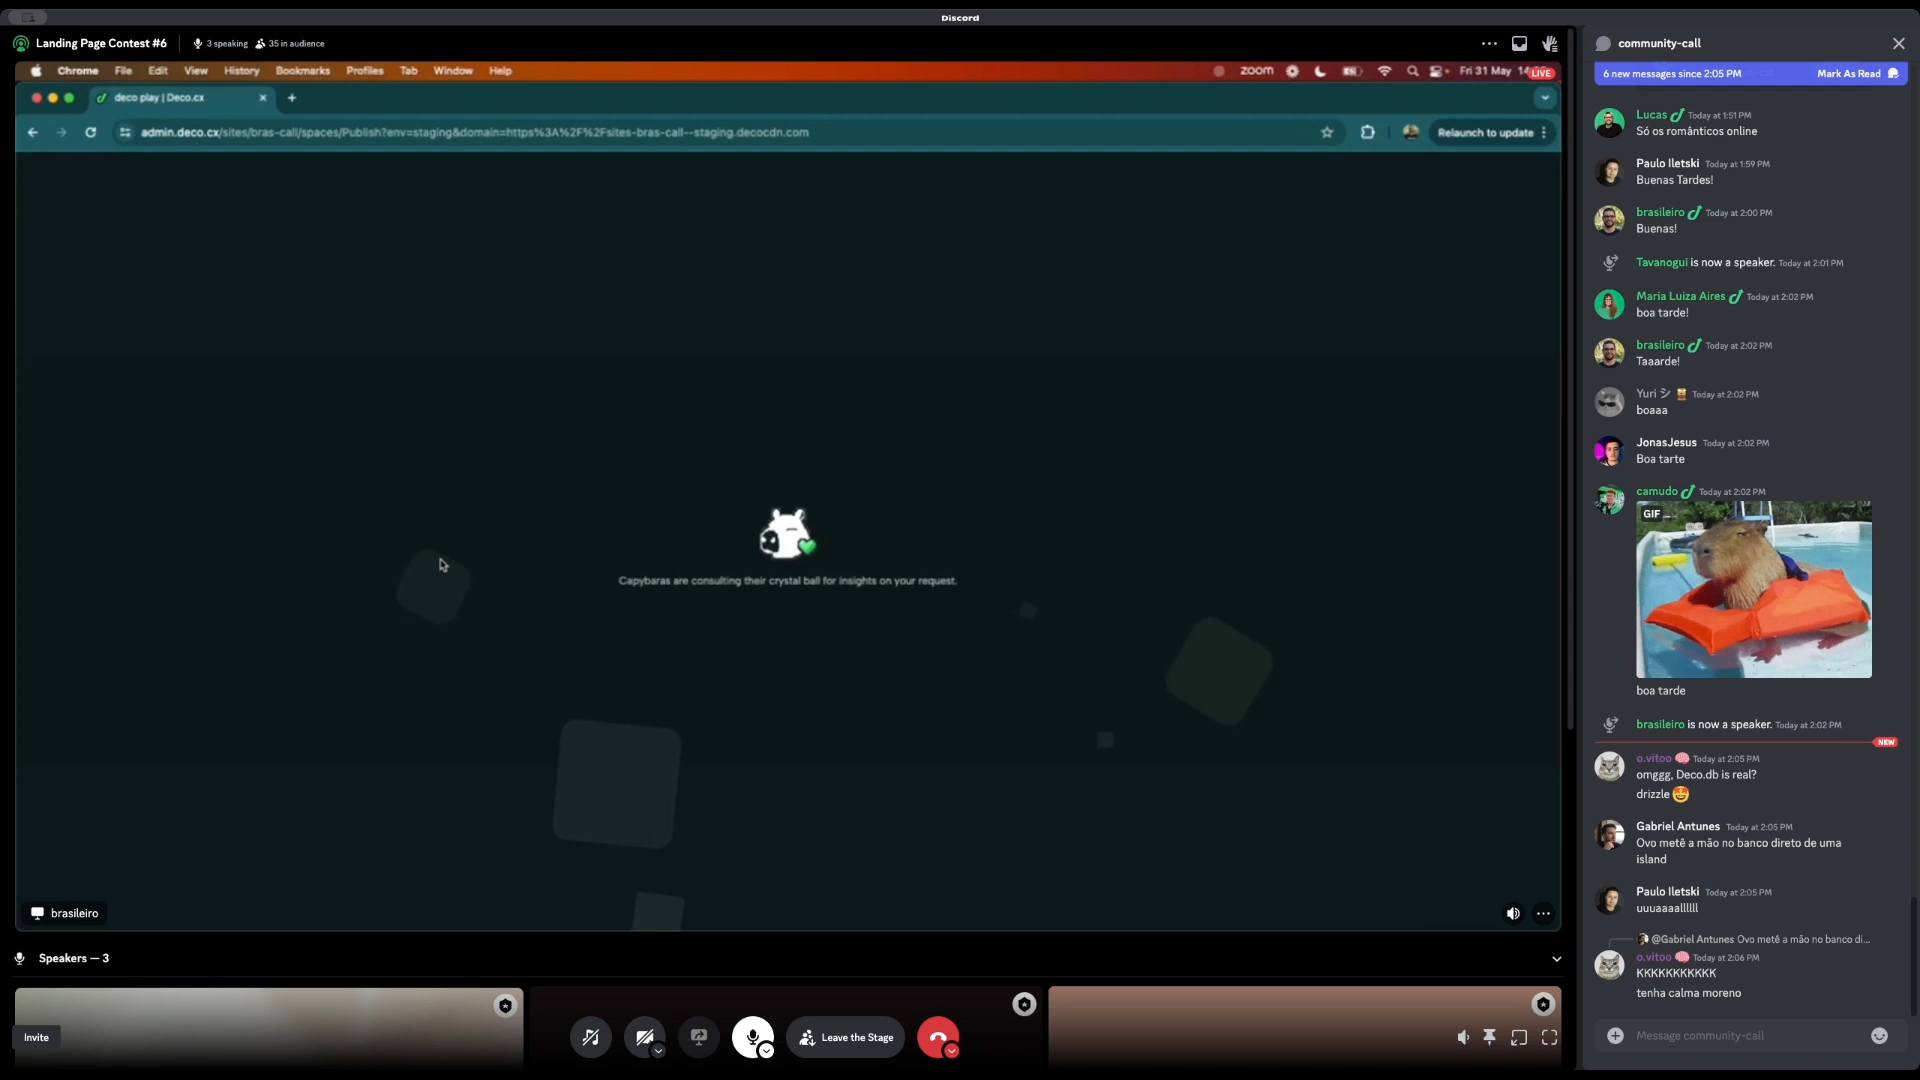 Discord
Landing Page Contest #6
3 speaking
35 in audience
Chrome File Edit View History Bookmarks Profiles Tab Window Help
zoom
Fri 31 May
LIVE
deco play | Deco.cx
admin.deco.cx/sites/bras-call/spaces/Publish?env=staging&domain=https%3A%2F%2Fsites-bras-call--staging.decocdn.com
Relaunch to update
Capybaras are consulting their crystal ball for insights on your request.
brasileiro
Speakers — 3
Invite
Leave the Stage
community-call
6 new messages since 2:05 PM
Mark As Read
Lucas Today at 1:51 PM
Só os românticos online
Paulo Iletski Today at 1:59 PM
Buenas Tardes!
brasileiro Today at 2:00 PM
Buenas!
Tavanogui is now a speaker. Today at 2:01 PM
Maria Luiza Aires Today at 2:02 PM
boa tarde!
brasileiro Today at 2:02 PM
Taaarde!
Yuri シ Today at 2:02 PM
boaaa
JonasJesus Today at 2:02 PM
Boa tarte
camudo Today at 2:02 PM
GIF
boa tarde
brasileiro is now a speaker. Today at 2:02 PM
NEW
o.vitoo Today at 2:05 PM
omggg, Deco.db is real?
drizzle 🤩
Gabriel Antunes Today at 2:05 PM
Ovo metê a mão no banco direto de uma
island
Paulo Iletski Today at 2:05 PM
uuuaaaallllll
@Gabriel Antunes Ovo metê a mão no banco di...
o.vitoo Today at 2:06 PM
KKKKKKKKKKK
tenha calma moreno
Message community-call